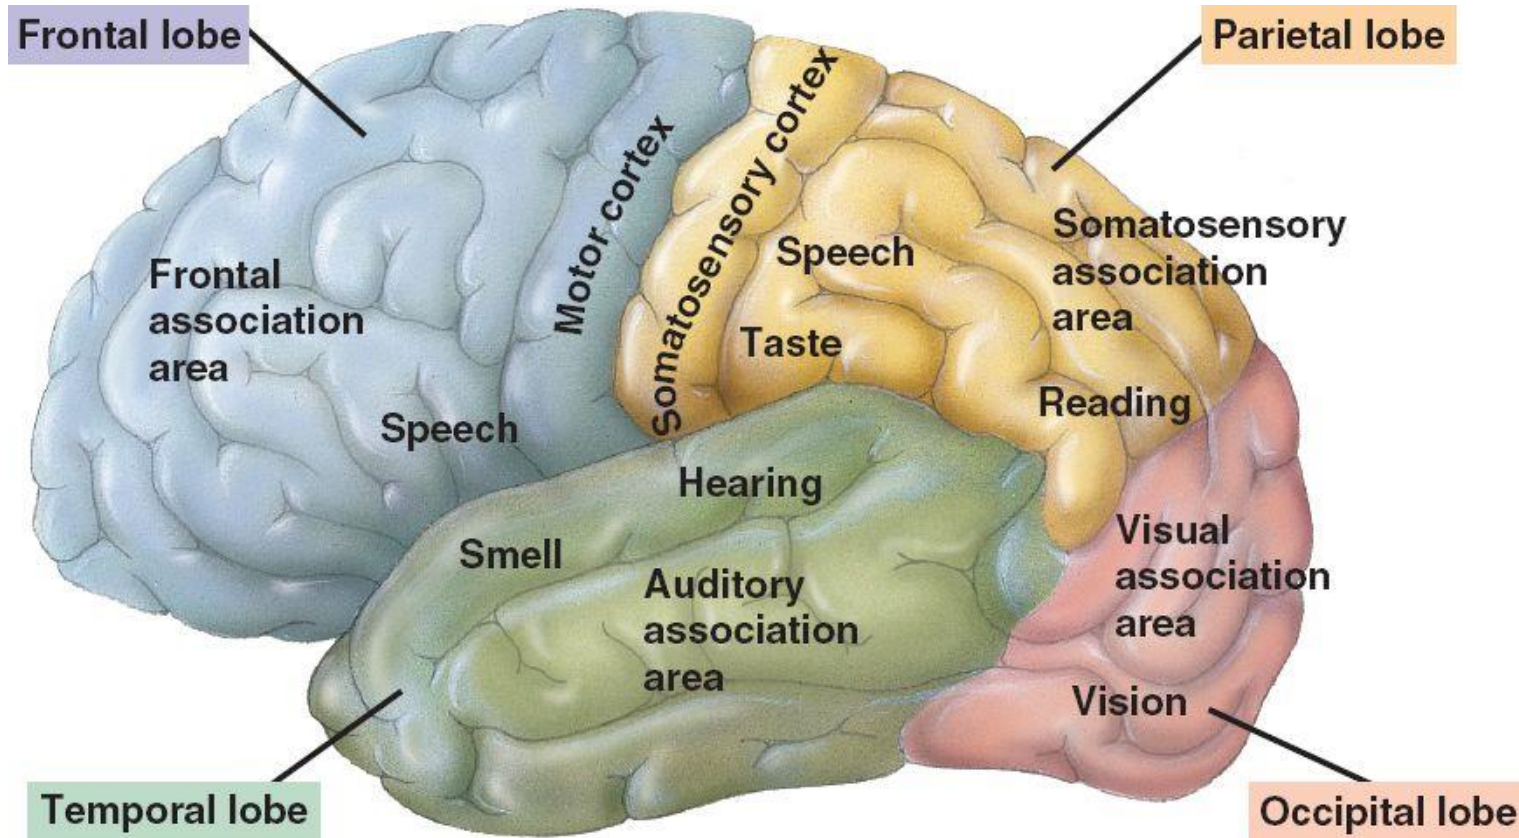 Frontal lobe
Parietal lobe
Motor cortex
Somatosensory cortex
Frontal
association
area
Speech
Speech
Taste
Somatosensory
association
area
Reading
Hearing
Smell
Auditory
association
area
Visual
association
area
Vision
Temporal lobe
Occipital lobe